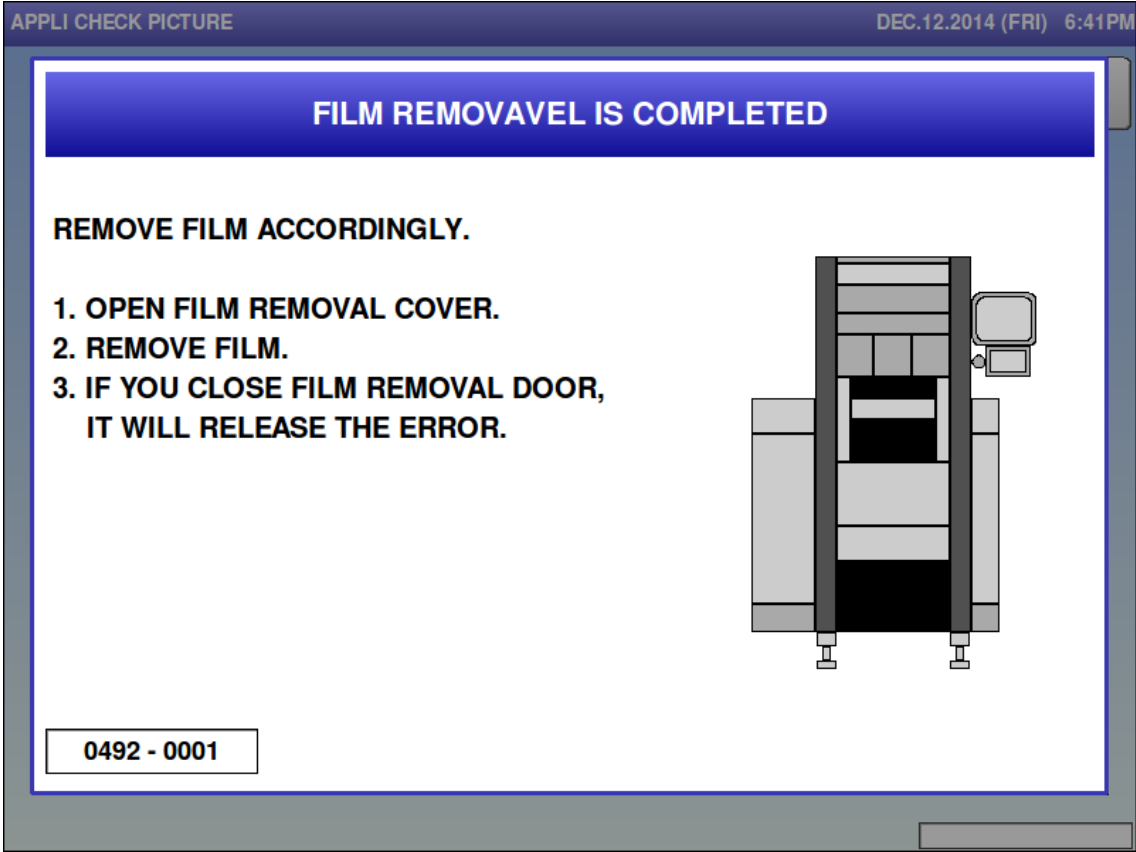 APPLI CHECK PICTURE DEC.12.2014 (FRI) 6:41PM
FILM REMOVAVEL IS COMPLETED
REMOVE FILM ACCORDINGLY.
1. OPEN FILM REMOVAL COVER.
2. REMOVE FILM.
3. IF YOU CLOSE FILM REMOVAL DOOR,
IT WILL RELEASE THE ERROR.
0492 - 0001